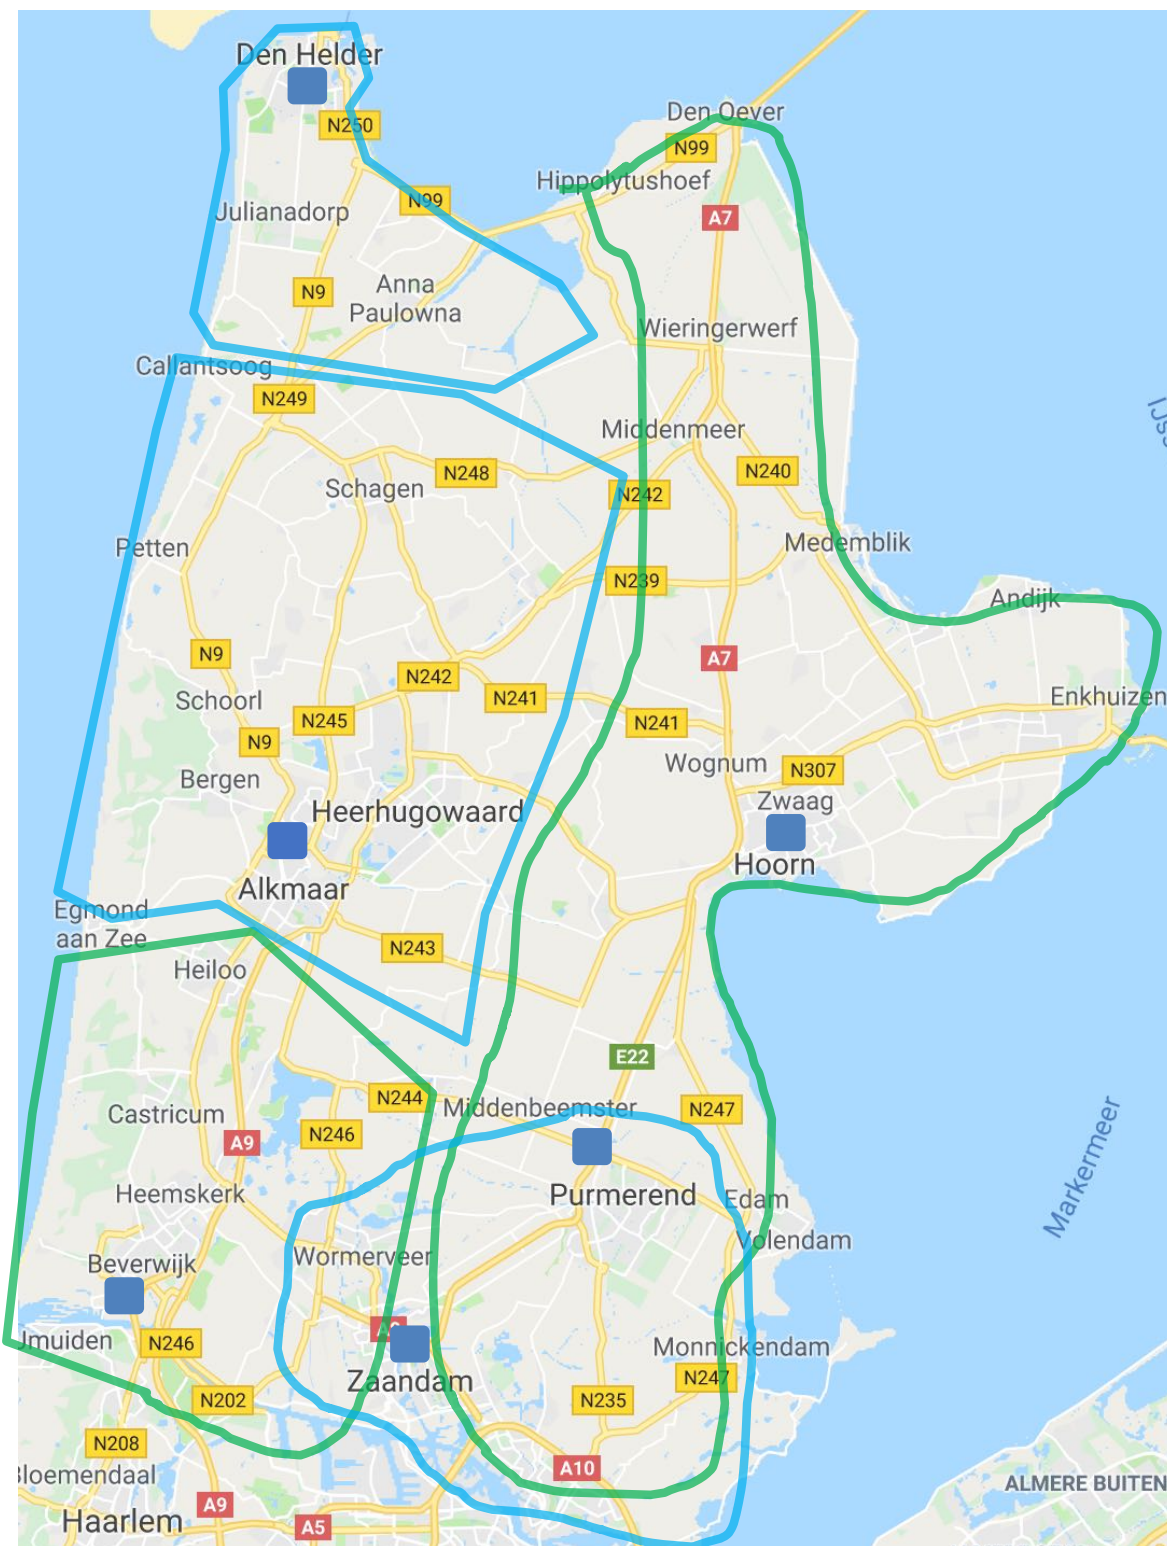 Den Helder
Den Oever
N250
N99
Hippolytushoef
N99
Julianadorp
A7
Anna
Paulowna
N9
Wieringerwerf
Callantsoog
N249
Middenmeer
N248
N240
Schagen
N242
Petten
Medemblik
N239
Andijk
N9
A7
N242
Schoorl
N241
Enkhuizen
N245
N241
N9
Wognum
N307
Bergen
Zwaag
Heerhugowaard
Hoorn
Alkmaar
Egmond
aan Zee
N243
Heiloo
E22
N244
Middenbeemster
N247
Castricum
N246
A9
Markermeer
Heemskerk
Purmerend
Edam
Volendam
Wormerveer
Beverwijk
Jmuiden
N246
Monnickendam
Zaandam
N247
N202
N235
N208
A10
Bloemendaal
ALMERE BUITEN
A9
Haarlem
A5